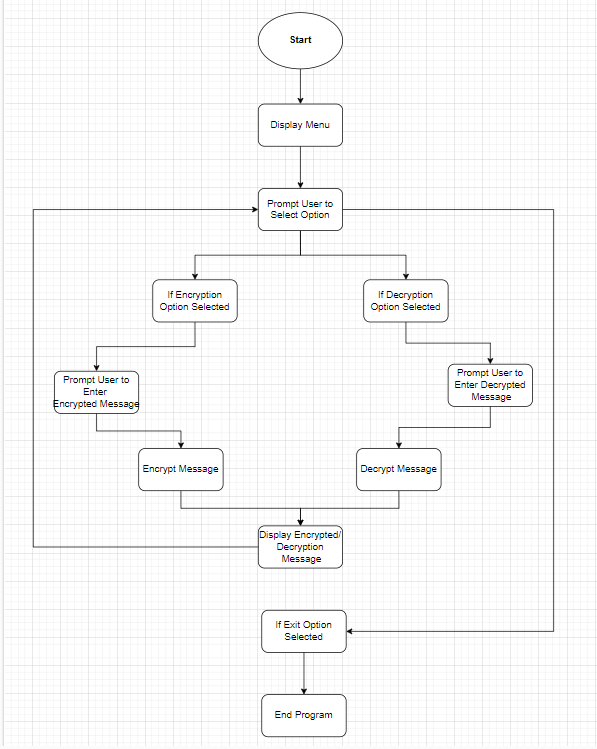 Start
Display Menu
Prompt User to
Select Option
If Encryption
Option Selected
If Decryption
Option Selected
Prompt User to
Enter
Encrypted Message
Prompt User to
Enter Decrypted
Message
Encrypt Message
Decrypt Message
Display Encrypted/
Decryption
Message
If Exit Option
Selected
End Program